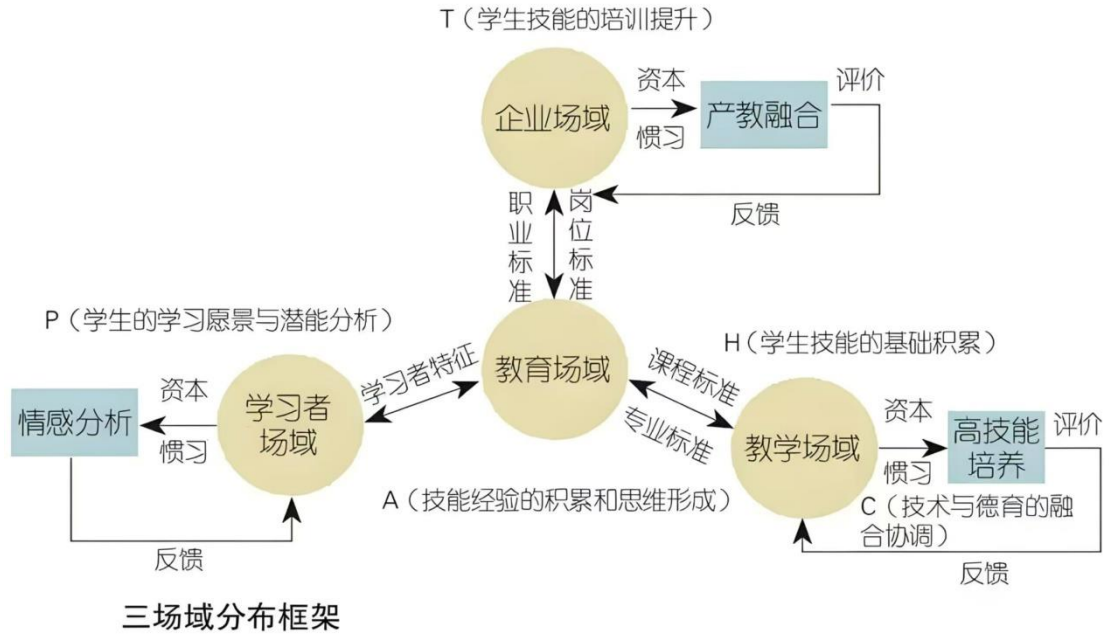 T（学生技能的培训提升）
企业场域
资本
惯习
产教融合
评价
反馈
职业标准
岗位标准
P（学生的学习愿景与潜能分析）
H（学生技能的基础积累）
教育场域
学习者特征
课程标准
专业标准
情感分析
资本
惯习
学习者
场域
反馈
教学场域
资本
惯习
高技能
培养
评价
A（技能经验的积累和思维形成）
C（技术与德育的融
合协调）
反馈
三场域分布框架